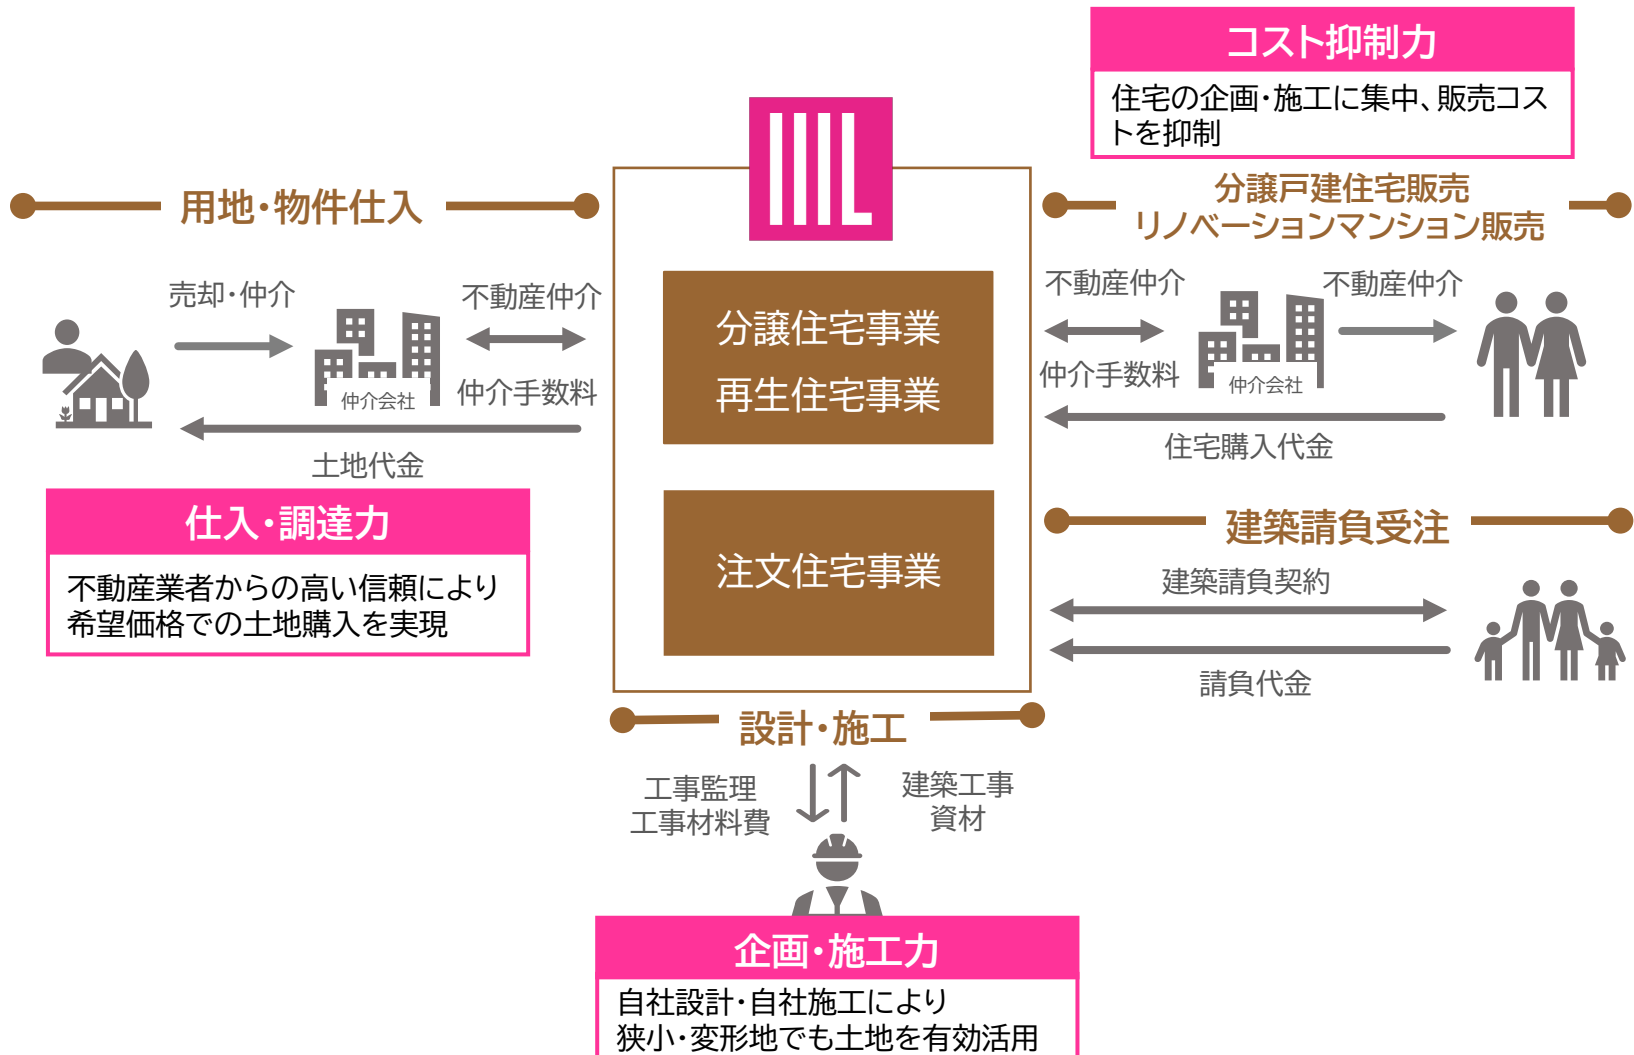 コスト抑制力
住宅の企画・施工に集中、販売コス
トを抑制
用地・物件仕入
売却・仲介
不動産仲介
仲介会社
仲介手数料
土地代金
仕入・調達力
不動産業者からの高い信頼により
希望価格での土地購入を実現
分譲住宅事業
再生住宅事業
注文住宅事業
分譲戸建住宅販売
リノベーションマンション販売
不動産仲介
不動産仲介
仲介手数料
仲介会社
住宅購入代金
建築請負受注
建築請負契約
請負代金
設計・施工
工事監理
工事材料費
建築工事
資材
企画・施工力
自社設計・自社施工により
狭小・変形地でも土地を有効活用